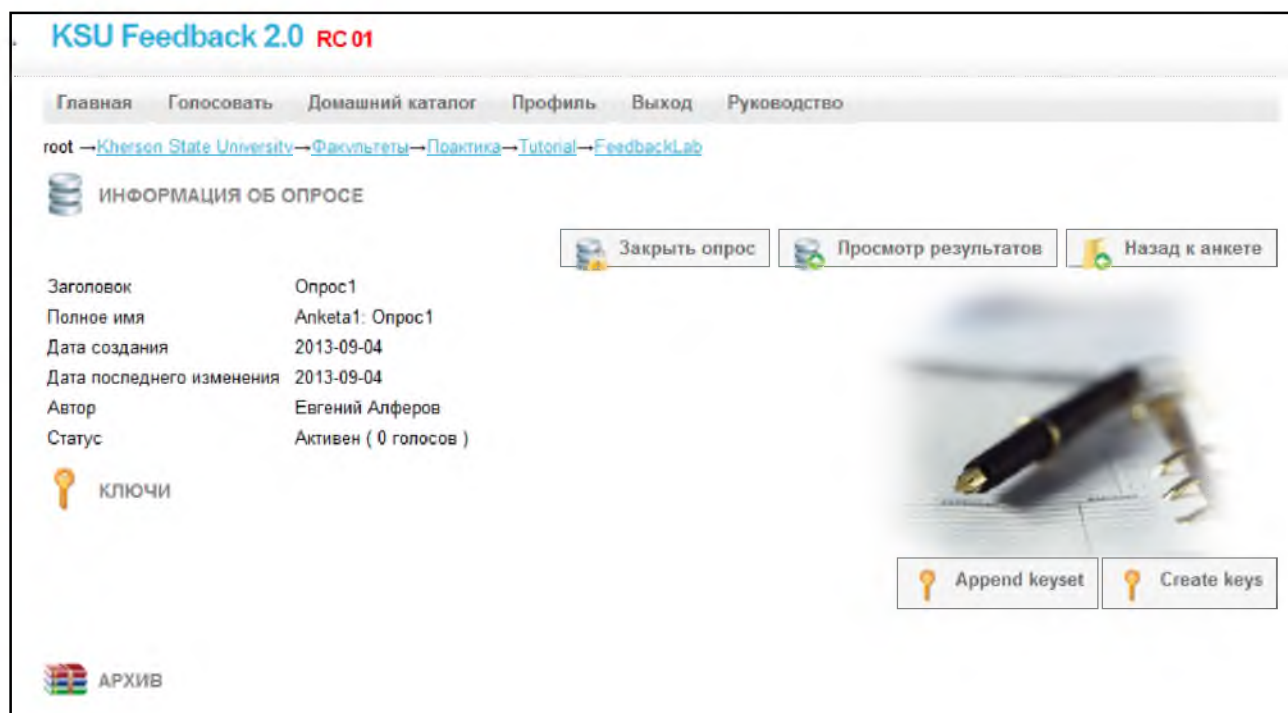 KSU Feedback 2.0 RC 01
Главная Голосовать Домашний каталог Профиль Выход Руководство
root →Kherson State University→Факультеты→Практика→Tutorial→FeedbackLab
ИНФОРМАЦИЯ ОБ ОПРОСЕ
Закрыть опрос Просмотр результатов Назад к анкете
Заголовок Опрос1
Полное имя Anketa1: Опрос1
Дата создания 2013-09-04
Дата последнего изменения 2013-09-04
Автор Евгений Алферов
Статус Активен ( 0 голосов )
КЛЮЧИ
Append keyset Create keys
АРХИВ